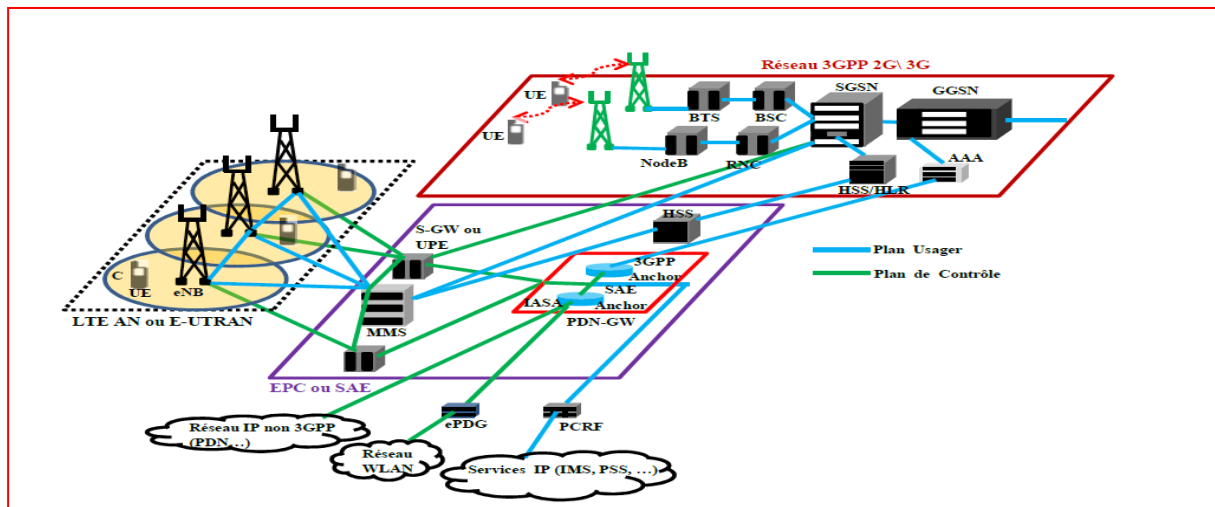 Réseau 3GPP 2G\ 3G
SGSN
GGSN
UE
BTS
BSC
UE
NodeB
RNC
AAA
HSS/HLR
HSS
S-GW ou
UPE
Plan Usager
Plan de Contrôle
3GPP
Anchor
SAE
Anchor
IASA
PDN-GW
C
UE
eNB
LTE AN ou E-UTRAN
MMS
EPC ou SAE
Réseau IP non 3GPP
(PDN…)
ePDG
PCRF
Réseau
WLAN
Services IP (IMS, PSS, …)